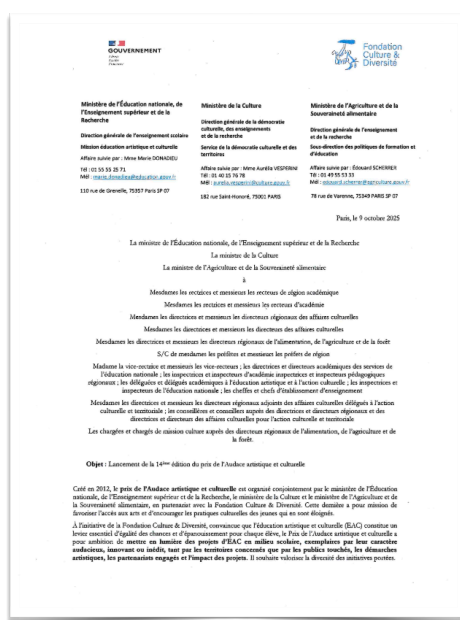 GOUVERNEMENT
Fondation
Culture &
Diversité
Ministère de l'Éducation nationale, de
l'Enseignement supérieur et de la
Recherche
Direction générale de l'enseignement scolaire
Mission éducation artistique et culturelle
Affaire suivie par : Mme Marie DONADIEU
Tél : 01 55 55 25 71
Mél : marie.donadieu@education.gouv.fr
110 rue de Grenelle, 75357 Paris SP 07
Ministère de la Culture
Direction générale de la démocratie
culturelle, des enseignements
et de la recherche
Service de la démocratie culturelle et des
territoires
Affaire suivie par : Mme Aurélia VESPERINI
Tél : 01 40 15 76 78
Mél : aurelia.vesperini@culture.gouv.fr
182 rue Saint-Honoré, 75001 PARIS
Ministère de l'Agriculture et de la
Souveraineté alimentaire
Direction générale de l'enseignement
et de la recherche
Sous-direction des politiques de formation et
d'éducation
Affaire suivie par : Édouard SCHERRER
Tél : 01 49 55 53 33
Mél : edouard.scherrer@agriculture.gouv.fr
78 rue de Varenne, 75349 PARIS SP 07
Paris, le 9 octobre 2025
La ministre de l'Éducation nationale, de l'Enseignement supérieur et de la Recherche
La ministre de la Culture
La ministre de l'Agriculture et de la Souveraineté alimentaire
à
Mesdames les rectrices et messieurs les recteurs de région académique
Mesdames les rectrices et messieurs les recteurs d'académie
Mesdames les directrices et messieurs les directeurs régionaux des affaires culturelles
Mesdames les directrices et messieurs les directeurs des affaires culturelles
Mesdames les directrices et messieurs les directeurs régionaux de l'alimentation, de l'agriculture et de la forêt
S/C de mesdames les préfètes et messieurs les préfets de région
Madame la vice-rectrice et messieurs les vice-recteurs ; les directrices et directeurs académiques des services de
l'éducation nationale ; les inspectrices et inspecteurs d'académie inspectrices et inspecteurs pédagogiques
régionaux ; les déléguées et délégués académiques à l'éducation artistique et à l'action culturelle ; les inspectrices et
inspecteurs de l'éducation nationale ; les cheffes et chefs d'établissement d'enseignement
Mesdames les directrices et messieurs les directeurs régionaux adjoints des affaires culturelles délégués à l'action
culturelle et territoriale ; les conseillères et conseillers auprès des directrices et directeurs régionaux et des
directrices et directeurs des affaires culturelles pour l'action culturelle et territoriale
Les chargées et chargés de mission culture auprès des directeurs régionaux de l'alimentation, de l'agriculture et de
la forêt.
Objet : Lancement de la 14ème édition du prix de l'Audace artistique et culturelle
Créé en 2012, le prix de l'Audace artistique et culturelle est organisé conjointement par le ministère de l'Éducation
nationale, de l'Enseignement supérieur et de la Recherche, le ministère de la Culture et le ministère de l'Agriculture et de
la Souveraineté alimentaire, en partenariat avec la Fondation Culture & Diversité. Cette dernière a pour mission de
favoriser l'accès aux arts et d'encourager les pratiques culturelles des jeunes qui en sont éloignés.
À l'initiative de la Fondation Culture & Diversité, convaincue que l'éducation artistique et culturelle (EAC) constitue un
levier essentiel d'égalité des chances et d'épanouissement pour chaque élève, le Prix de l'Audace artistique et culturelle a
pour ambition de mettre en lumière des projets d'EAC en milieu scolaire, exemplaires par leur caractère
audacieux, innovant ou inédit, tant par les territoires concernés que par les publics touchés, les démarches
artistiques, les partenariats engagés et l'impact des projets. Il souhaite valoriser la diversité des initiatives portées.